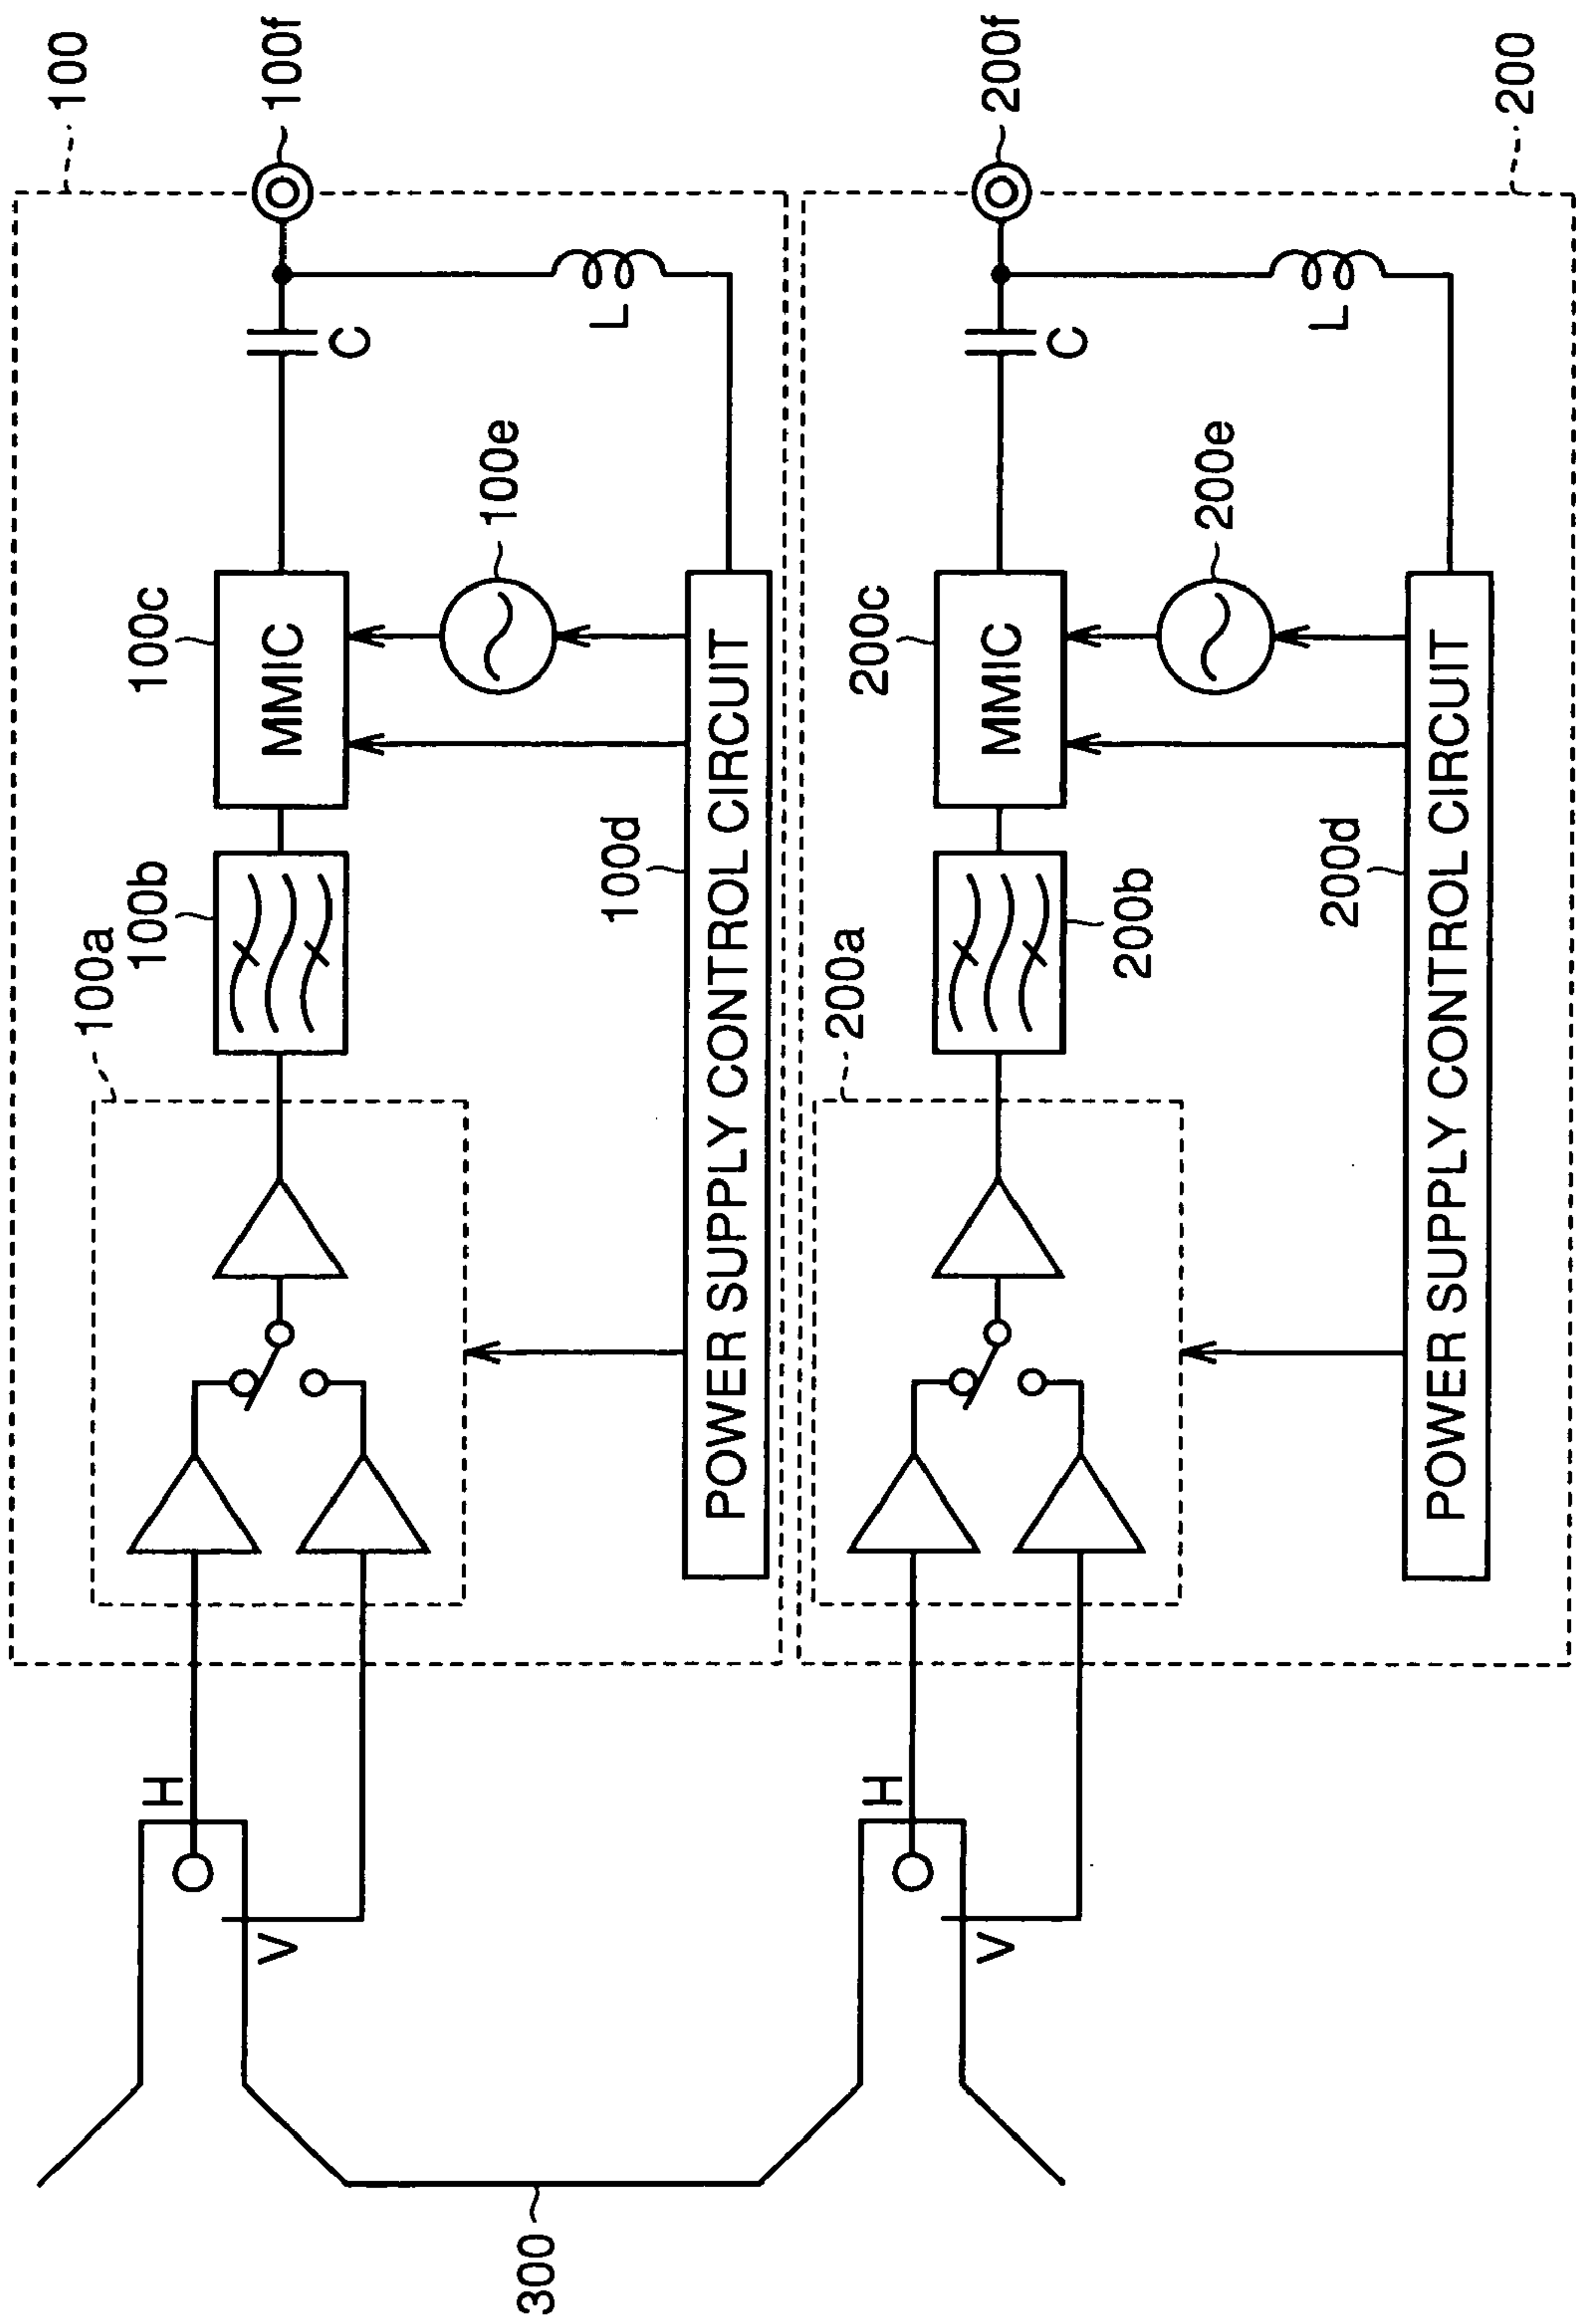 100
100f
100a
100b
100c
MMIC
C
L
100e
100d
POWER SUPPLY CONTROL CIRCUIT
H
V
300
200
200f
200a
200b
200c
MMIC
C
L
200e
200d
POWER SUPPLY CONTROL CIRCUIT
H
V